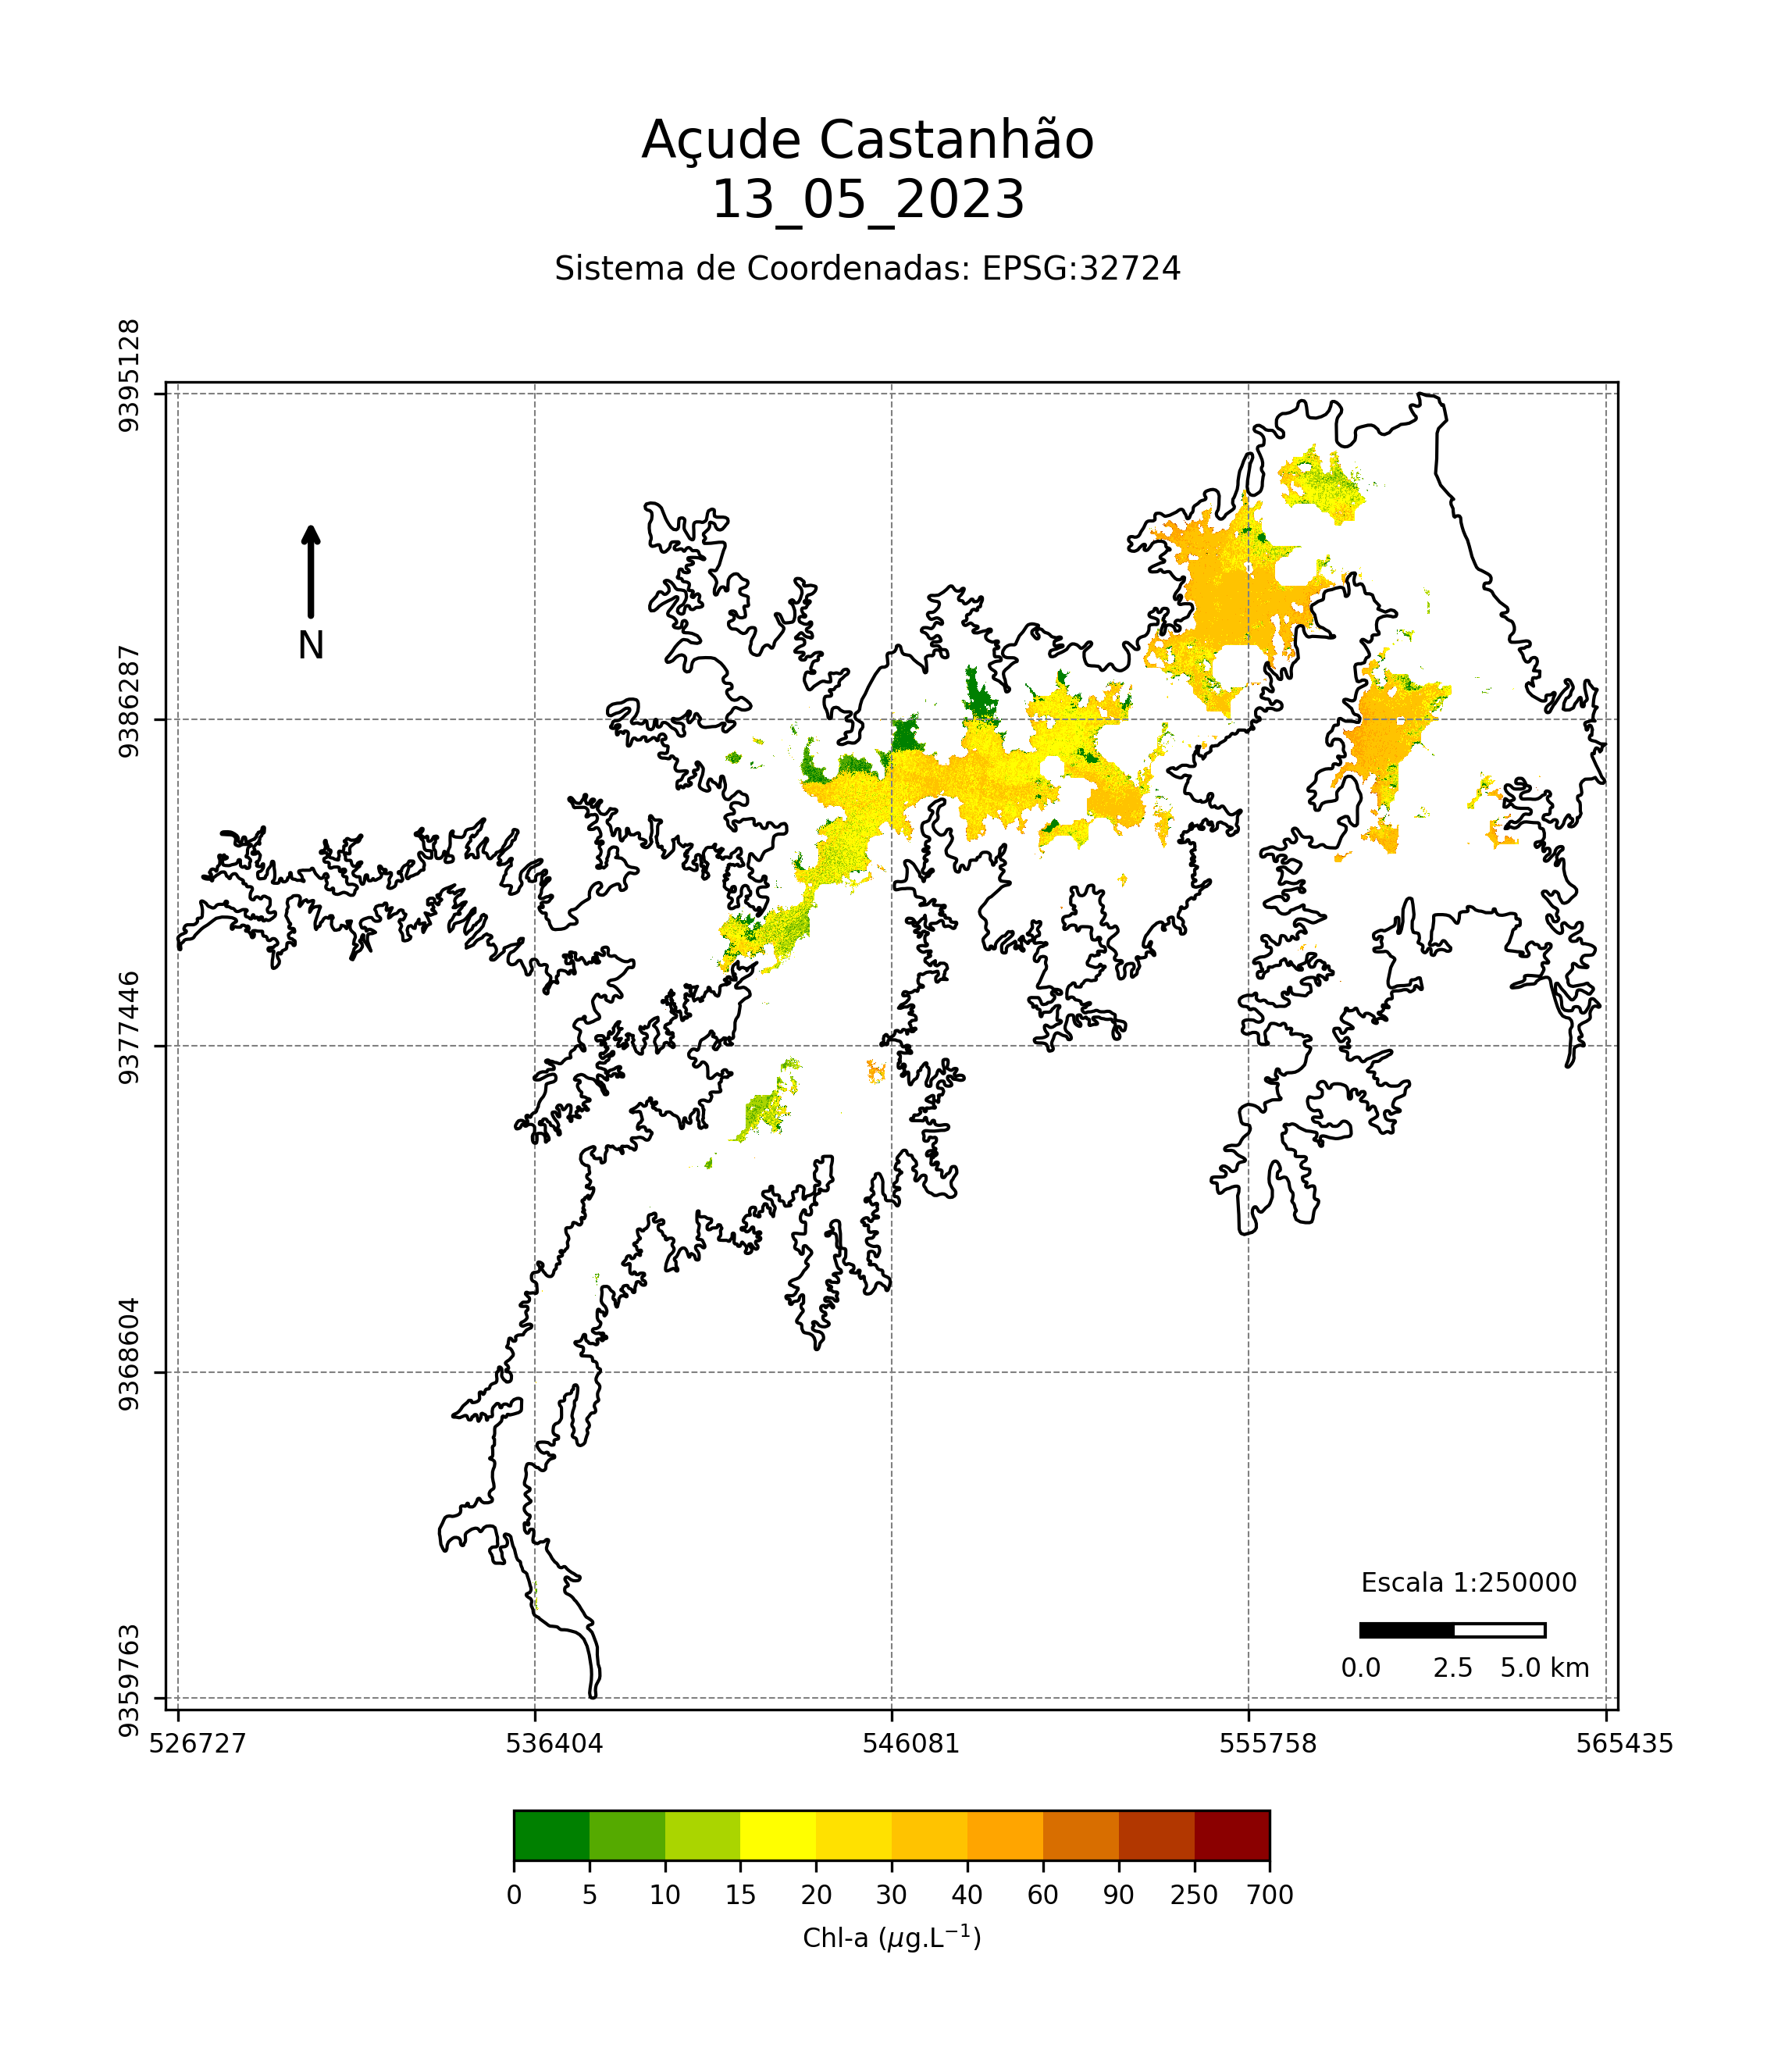 Açude Castanhão
13_05_2023
Sistema de Coordenadas: EPSG:32724
9395128
9386287
9377446
9368604
9359763
N
Escala 1:250000
0.0 2.5 5.0 km
526727 536404 546081 555758 565435
0 5 10 15 20 30 40 60 90 250 700
Chl-a (μg.L⁻¹)